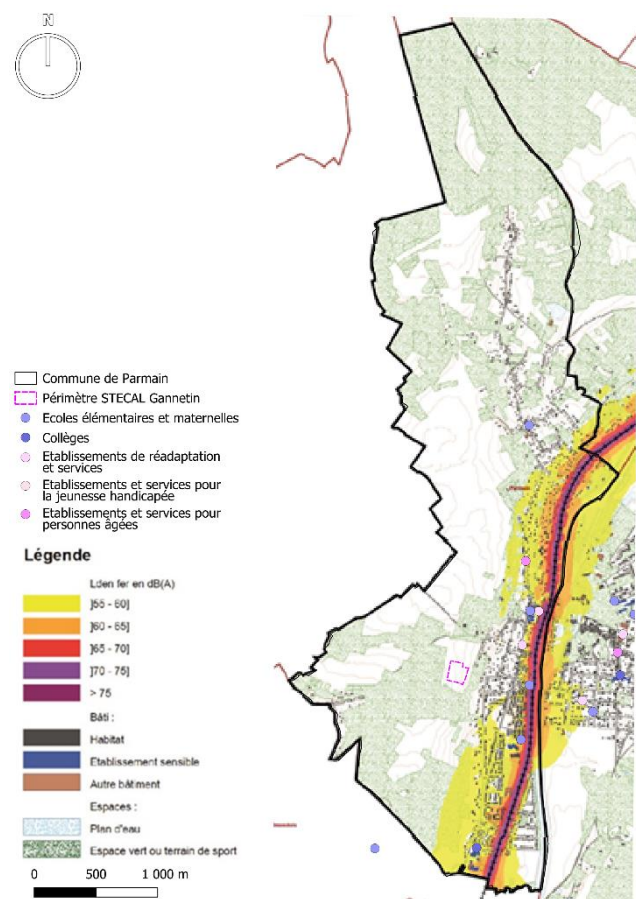 N
Commune de Parmain
Périmètre STECAL Gannetin
Ecoles élémentaires et maternelles
Collèges
Etablissements de réadaptation
et services
Etablissements et services pour
la jeunesse handicapée
Etablissements et services pour
personnes âgées
Légende
Lden fer en dB(A)
]55 - 60]
]60 - 65]
]65 - 70]
]70 - 75]
> 75
Bâti :
Habitat
Etablissement sensible
Autre bâtiment
Espaces :
Plan d'eau
Espace vert ou terrain de sport
0 500 1 000 m